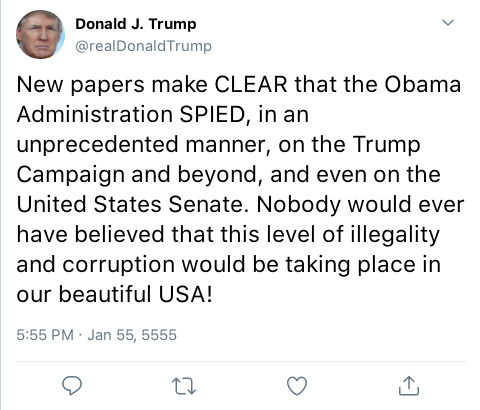 Donald J. Trump
@realDonaldTrump
New papers make CLEAR that the Obama
Administration SPIED, in an
unprecedented manner, on the Trump
Campaign and beyond, and even on the
United States Senate. Nobody would ever
have believed that this level of illegality
and corruption would be taking place in
our beautiful USA!
5:55 PM · Jan 55, 5555